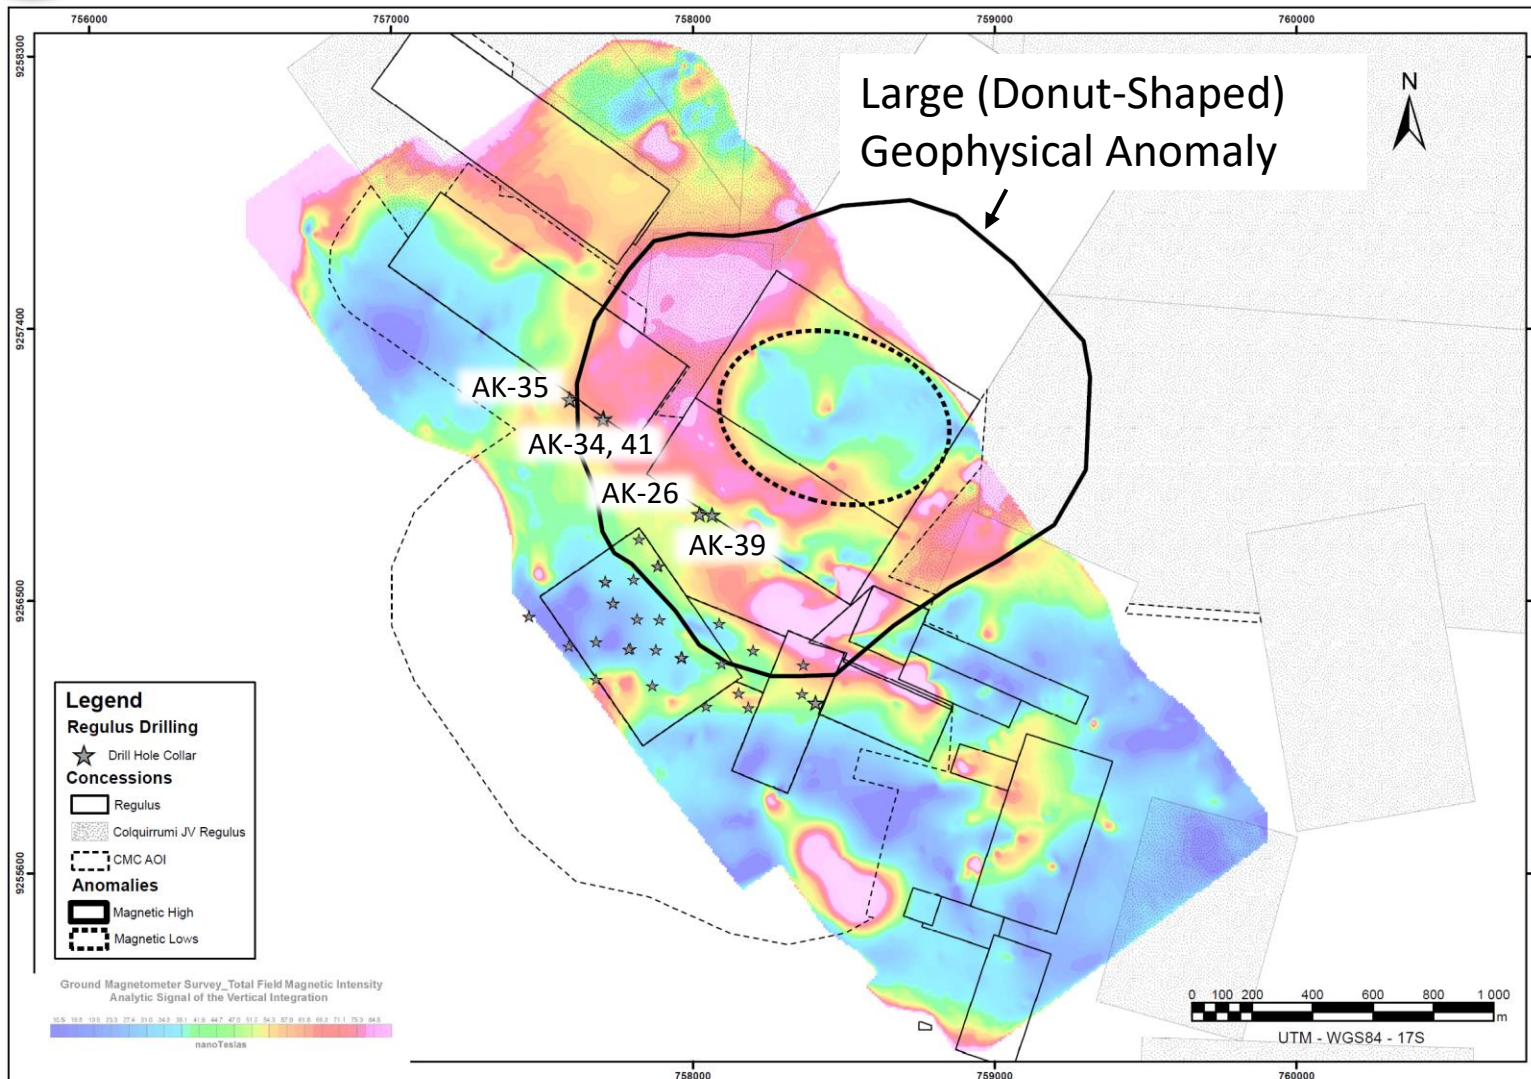 756000 757000 758000 759000 760000
9258300
Large (Donut-Shaped)
Geophysical Anomaly
N
9257400
AK-35
AK-34, 41
AK-26
AK-39
9256500
Legend
Regulus Drilling
Drill Hole Collar
Concessions
Regulus
Colquirrumi JV Regulus
CMC AOI
Anomalies
Magnetic High
Magnetic Lows
9255600
Ground Magnetometer Survey_Total Field Magnetic Intensity
Analytic Signal of the Vertical Integration
nanoTeslas
0 100 200 400 600 800 1 000
m
UTM - WGS84 - 17S
758000 759000 760000